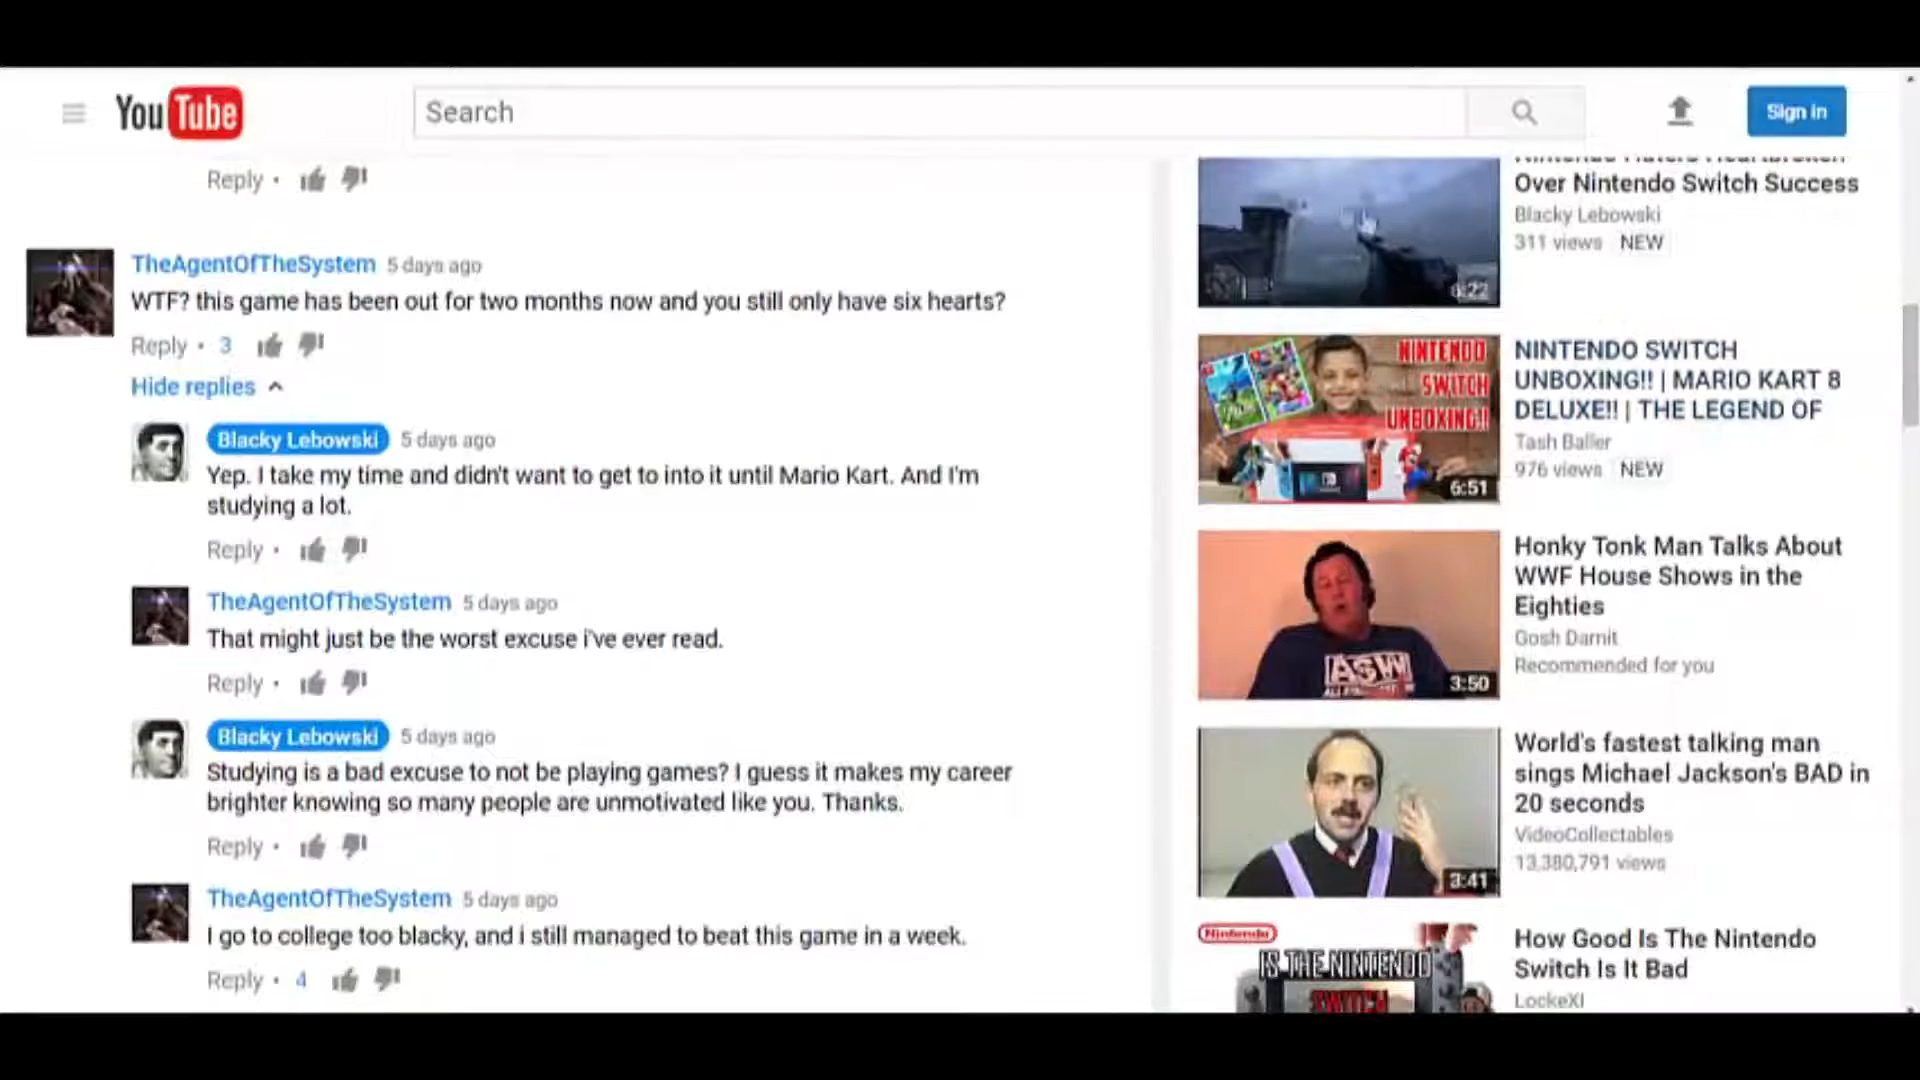 YouTube
Search
Sign in
Reply •
TheAgentOfTheSystem 5 days ago
WTF? this game has been out for two months now and you still only have six hearts?
Reply • 3
Hide replies
Blacky Lebowski 5 days ago
Yep. I take my time and didn't want to get to into it until Mario Kart. And I'm
studying a lot.
Reply •
TheAgentOfTheSystem 5 days ago
That might just be the worst excuse i've ever read.
Reply •
Blacky Lebowski 5 days ago
Studying is a bad excuse to not be playing games? I guess it makes my career
brighter knowing so many people are unmotivated like you. Thanks.
Reply •
TheAgentOfTheSystem 5 days ago
I go to college too blacky, and i still managed to beat this game in a week.
Reply • 4
Over Nintendo Switch Success
Blacky Lebowski
311 views NEW
NINTENDO
SWITCH
UNBOXING!!
6:51
NINTENDO SWITCH
UNBOXING!! | MARIO KART 8
DELUXE!! | THE LEGEND OF
Tash Baller
976 views NEW
ASW
3:50
Honky Tonk Man Talks About
WWF House Shows in the
Eighties
Gosh Darnit
Recommended for you
3:41
World's fastest talking man
sings Michael Jackson's BAD in
20 seconds
VideoCollectables
13,380,791 views
Nintendo
IS THE NINTENDO
SWITCH
How Good Is The Nintendo
Switch Is It Bad
LockeXI